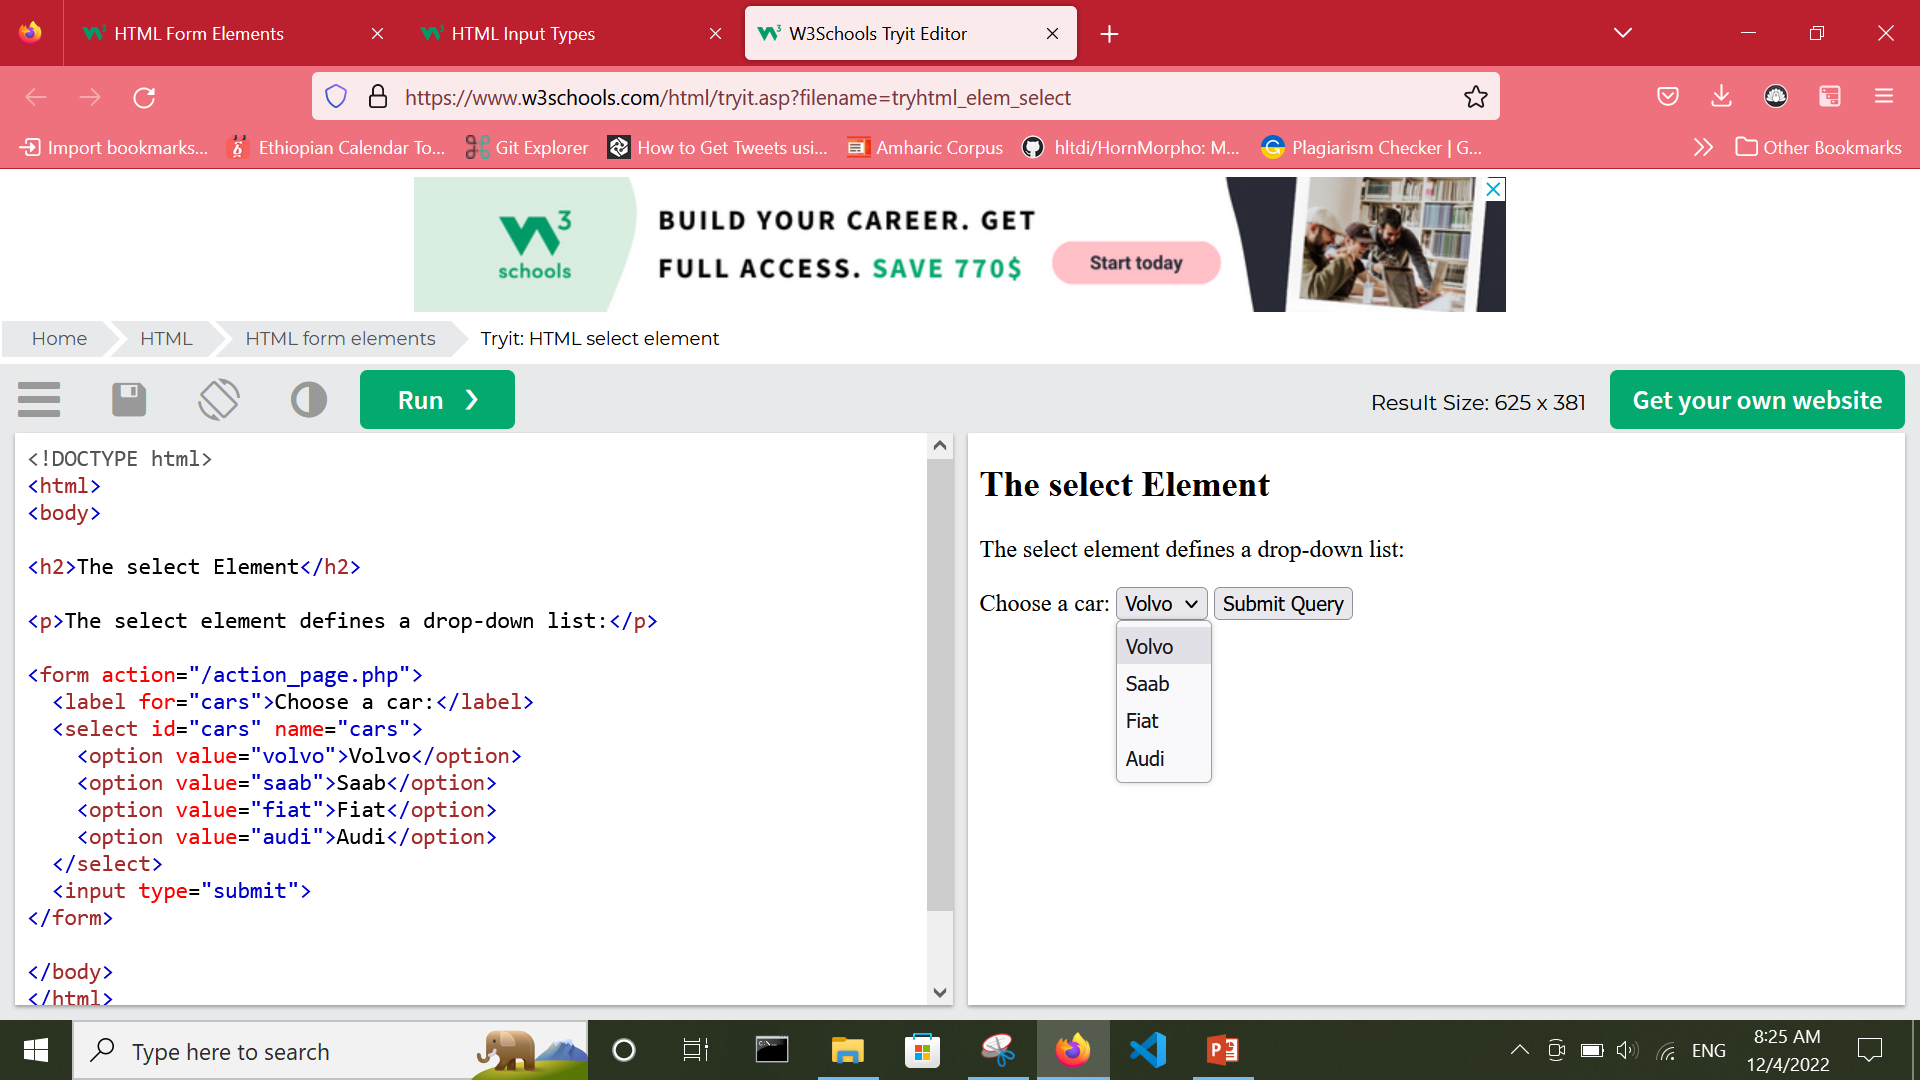 HTML Form Elements
HTML Input Types
W3Schools Tryit Editor
https://www.w3schools.com/html/tryit.asp?filename=tryhtml_elem_select
Import bookmarks...
Ethiopian Calendar To...
Git Explorer
How to Get Tweets usi...
Amharic Corpus
hltdi/HornMorpho: M...
Plagiarism Checker | G...
Other Bookmarks
3
schools
BUILD YOUR CAREER. GET
FULL ACCESS. SAVE 770$
Start today
Home
HTML
HTML form elements
Tryit: HTML select element
Run ❯
Result Size: 625 x 381
Get your own website
<!DOCTYPE html>
<html>
<body>
<h2>The select Element</h2>
<p>The select element defines a drop-down list:</p>
<form action="/action_page.php">
  <label for="cars">Choose a car:</label>
  <select id="cars" name="cars">
    <option value="volvo">Volvo</option>
    <option value="saab">Saab</option>
    <option value="fiat">Fiat</option>
    <option value="audi">Audi</option>
  </select>
  <input type="submit">
</form>
</body>
</html>
The select Element
The select element defines a drop-down list:
Choose a car: Volvo Submit Query
Volvo
Saab
Fiat
Audi
Type here to search
ENG
8:25 AM
12/4/2022